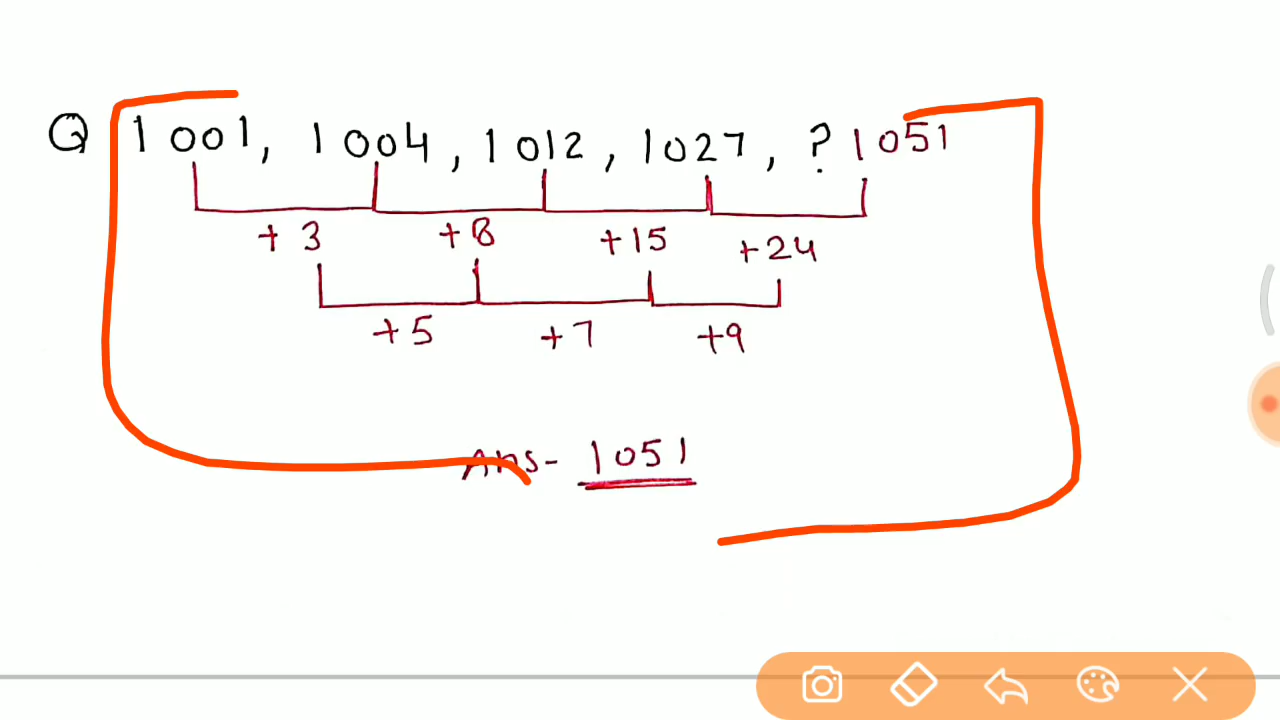 Q 1001, 1004, 1012, 1027, ? 1051
+3 +8 +15 +24
+5 +7 +9
Ans- 1051